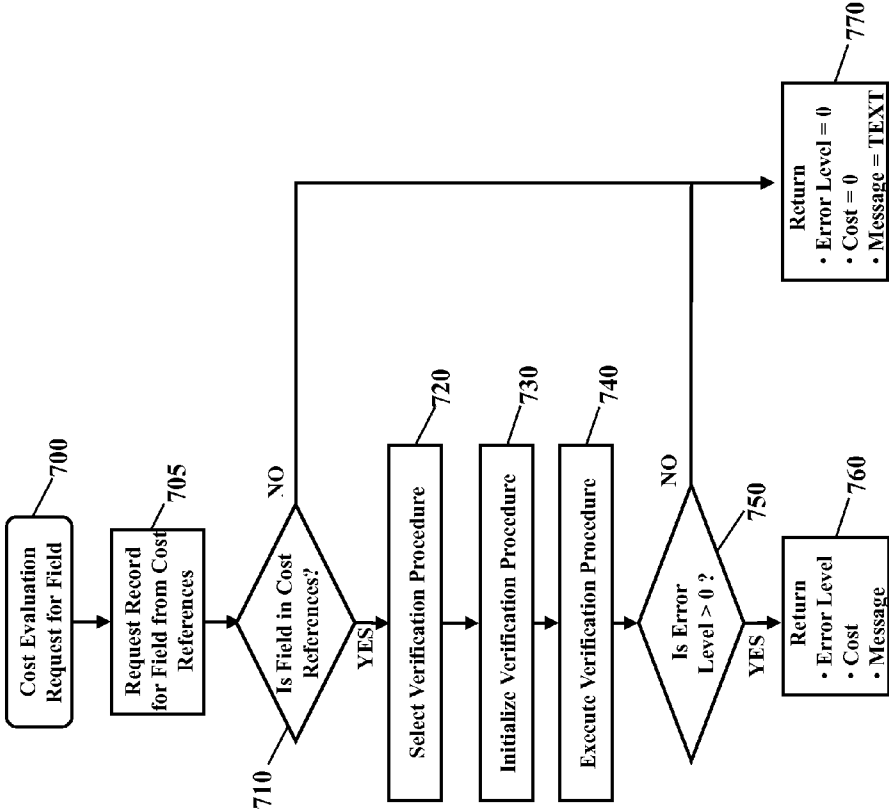 Cost Evaluation
Request for Field
700
Request Record
for Field from Cost
References
705
Is Field in Cost
References?
710
NO
YES
Select Verification Procedure
720
Initialize Verification Procedure
730
Execute Verification Procedure
740
Is Error
Level > 0 ?
750
NO
YES
Return
• Error Level
• Cost
• Message
760
Return
• Error Level = 0
• Cost = 0
• Message = TEXT
770